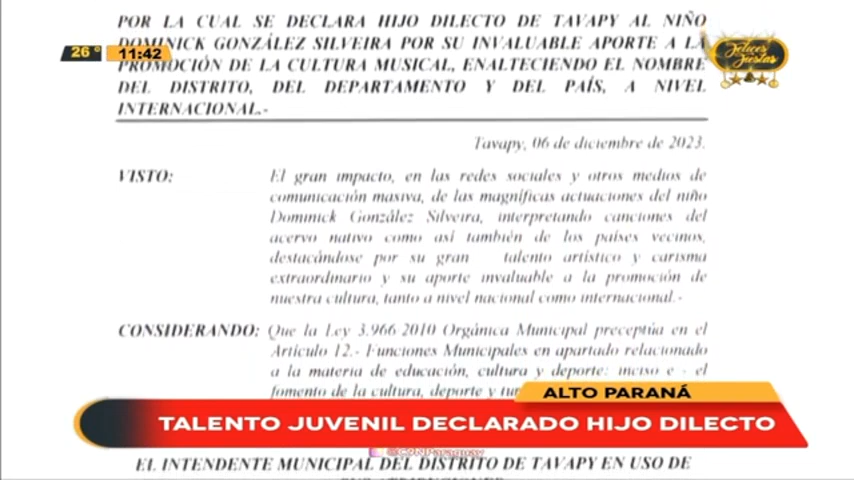 POR LA CUAL SE DECLARA HIJO DILECTO DE TAVAPY AL NIÑO
26° 11:42
DOMINICK GONZÁLEZ SILVEIRA POR SU INVALUABLE APORTE A LA
Felices Fiestas
PROMOCIÓN DE LA CULTURA MUSICAL, ENALTECIENDO EL NOMBRE
DEL DISTRITO, DEL DEPARTAMENTO Y DEL PAÍS, A NIVEL
INTERNACIONAL.-
Tavapy, 06 de diciembre de 2023.
VISTO: El gran impacto, en las redes sociales y otros medios de
comunicación masiva, de las magníficas actuaciones del niño
Dominick González Silveira, interpretando canciones del
acervo nativo como así también de los países vecinos,
destacándose por su gran talento artístico y carisma
extraordinario y su aporte invaluable a la promoción de
nuestra cultura, tanto a nivel nacional como internacional.-
CONSIDERANDO: Que la Ley 3.966 2010 Orgánica Municipal preceptúa en el
Artículo 12.- Funciones Municipales en apartado relacionado
a la materia de educación, cultura y deporte: inciso e - el
fomento de la cultura, deporte y
ALTO PARANÁ
TALENTO JUVENIL DECLARADO HIJO DILECTO
EL INTENDENTE MUNICIPAL DEL DISTRITO DE TAVAPY EN USO DE